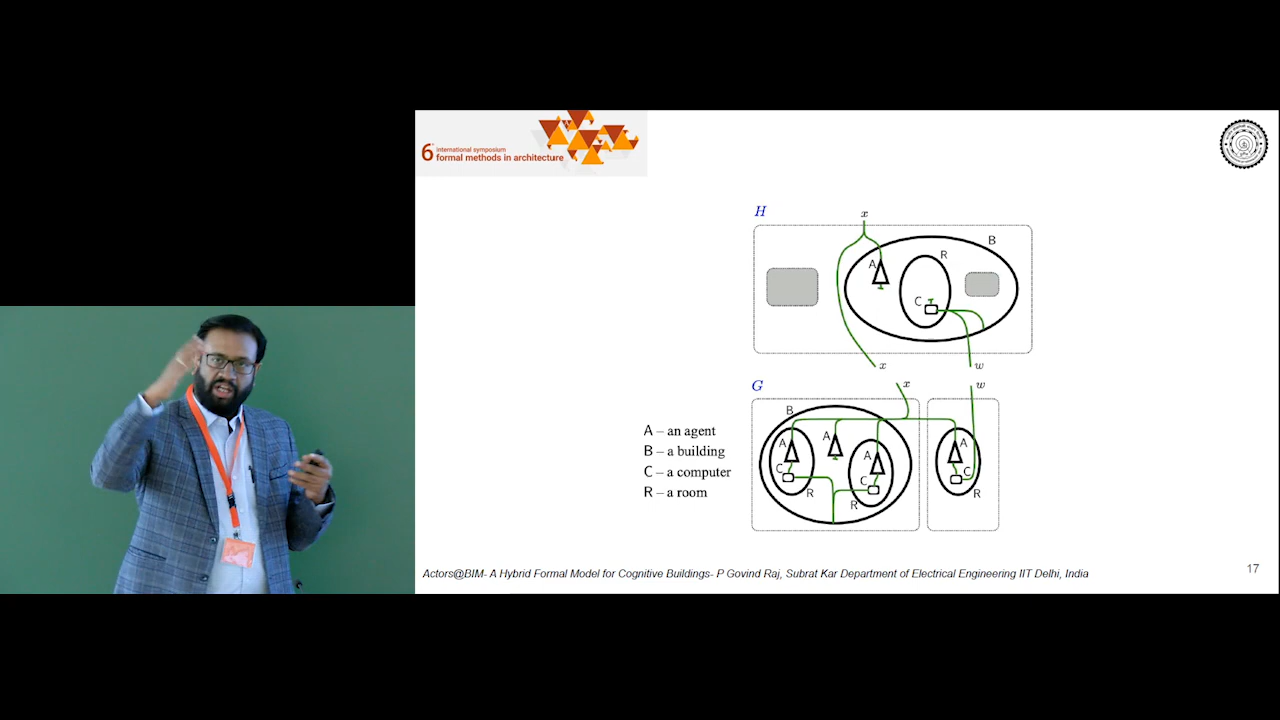 6th international symposium
formal methods in architecture
H
x
B
A
R
C
x
w
G
x
w
B
A
A
A
A
C
C
C
R
R
R
A – an agent
B – a building
C – a computer
R – a room
Actors@BIM- A Hybrid Formal Model for Cognitive Buildings- P Govind Raj, Subrat Kar Department of Electrical Engineering IIT Delhi, India
17